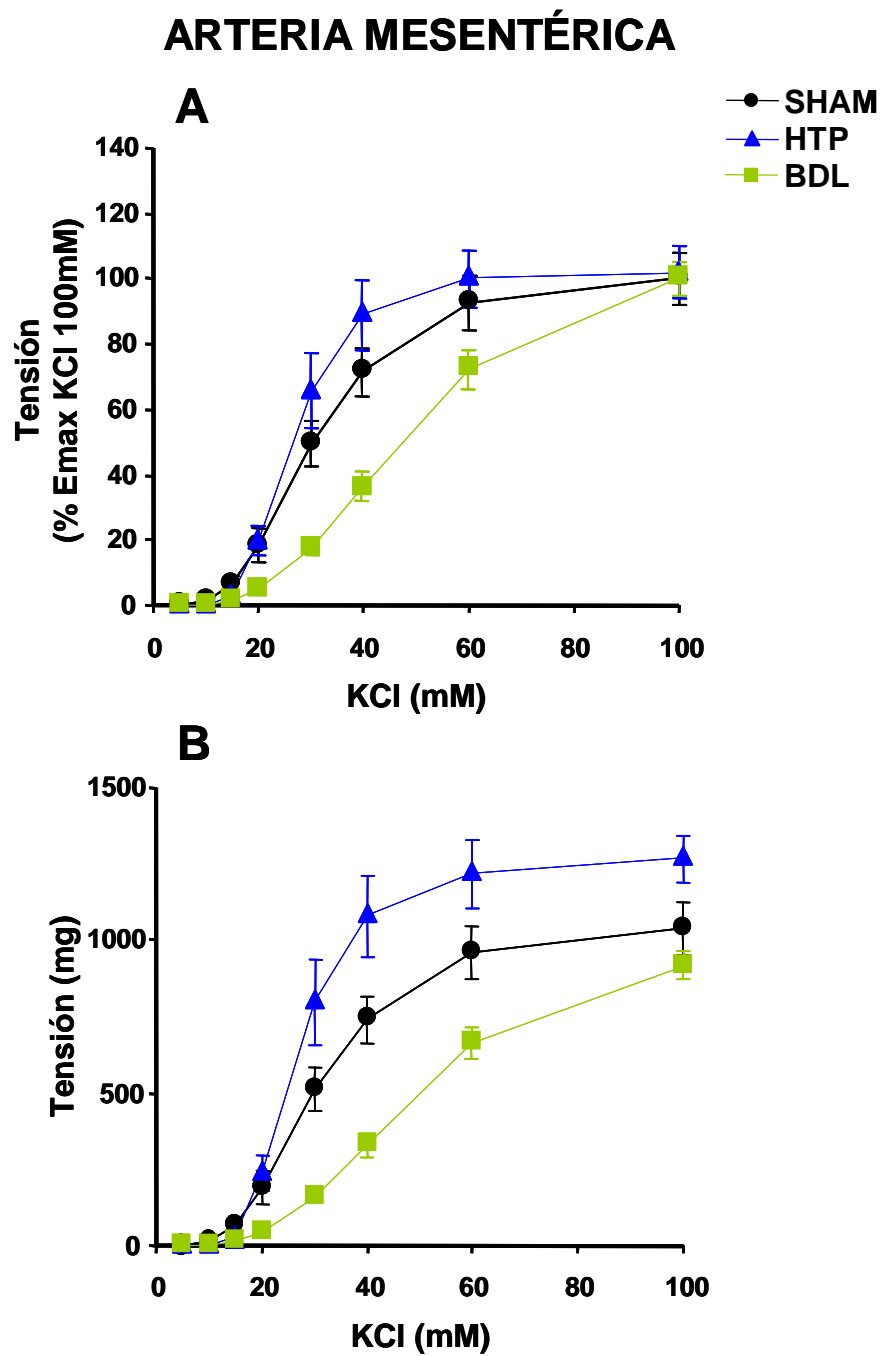 ARTERIA MESENTÉRICA
A
SHAM
HTP
BDL
140
120
100
80
60
40
20
0
Tensión
(% Emax KCl 100mM)
0 20 40 60 80 100
KCl (mM)
B
1500
1000
500
0
Tensión (mg)
0 20 40 60 80 100
KCl (mM)